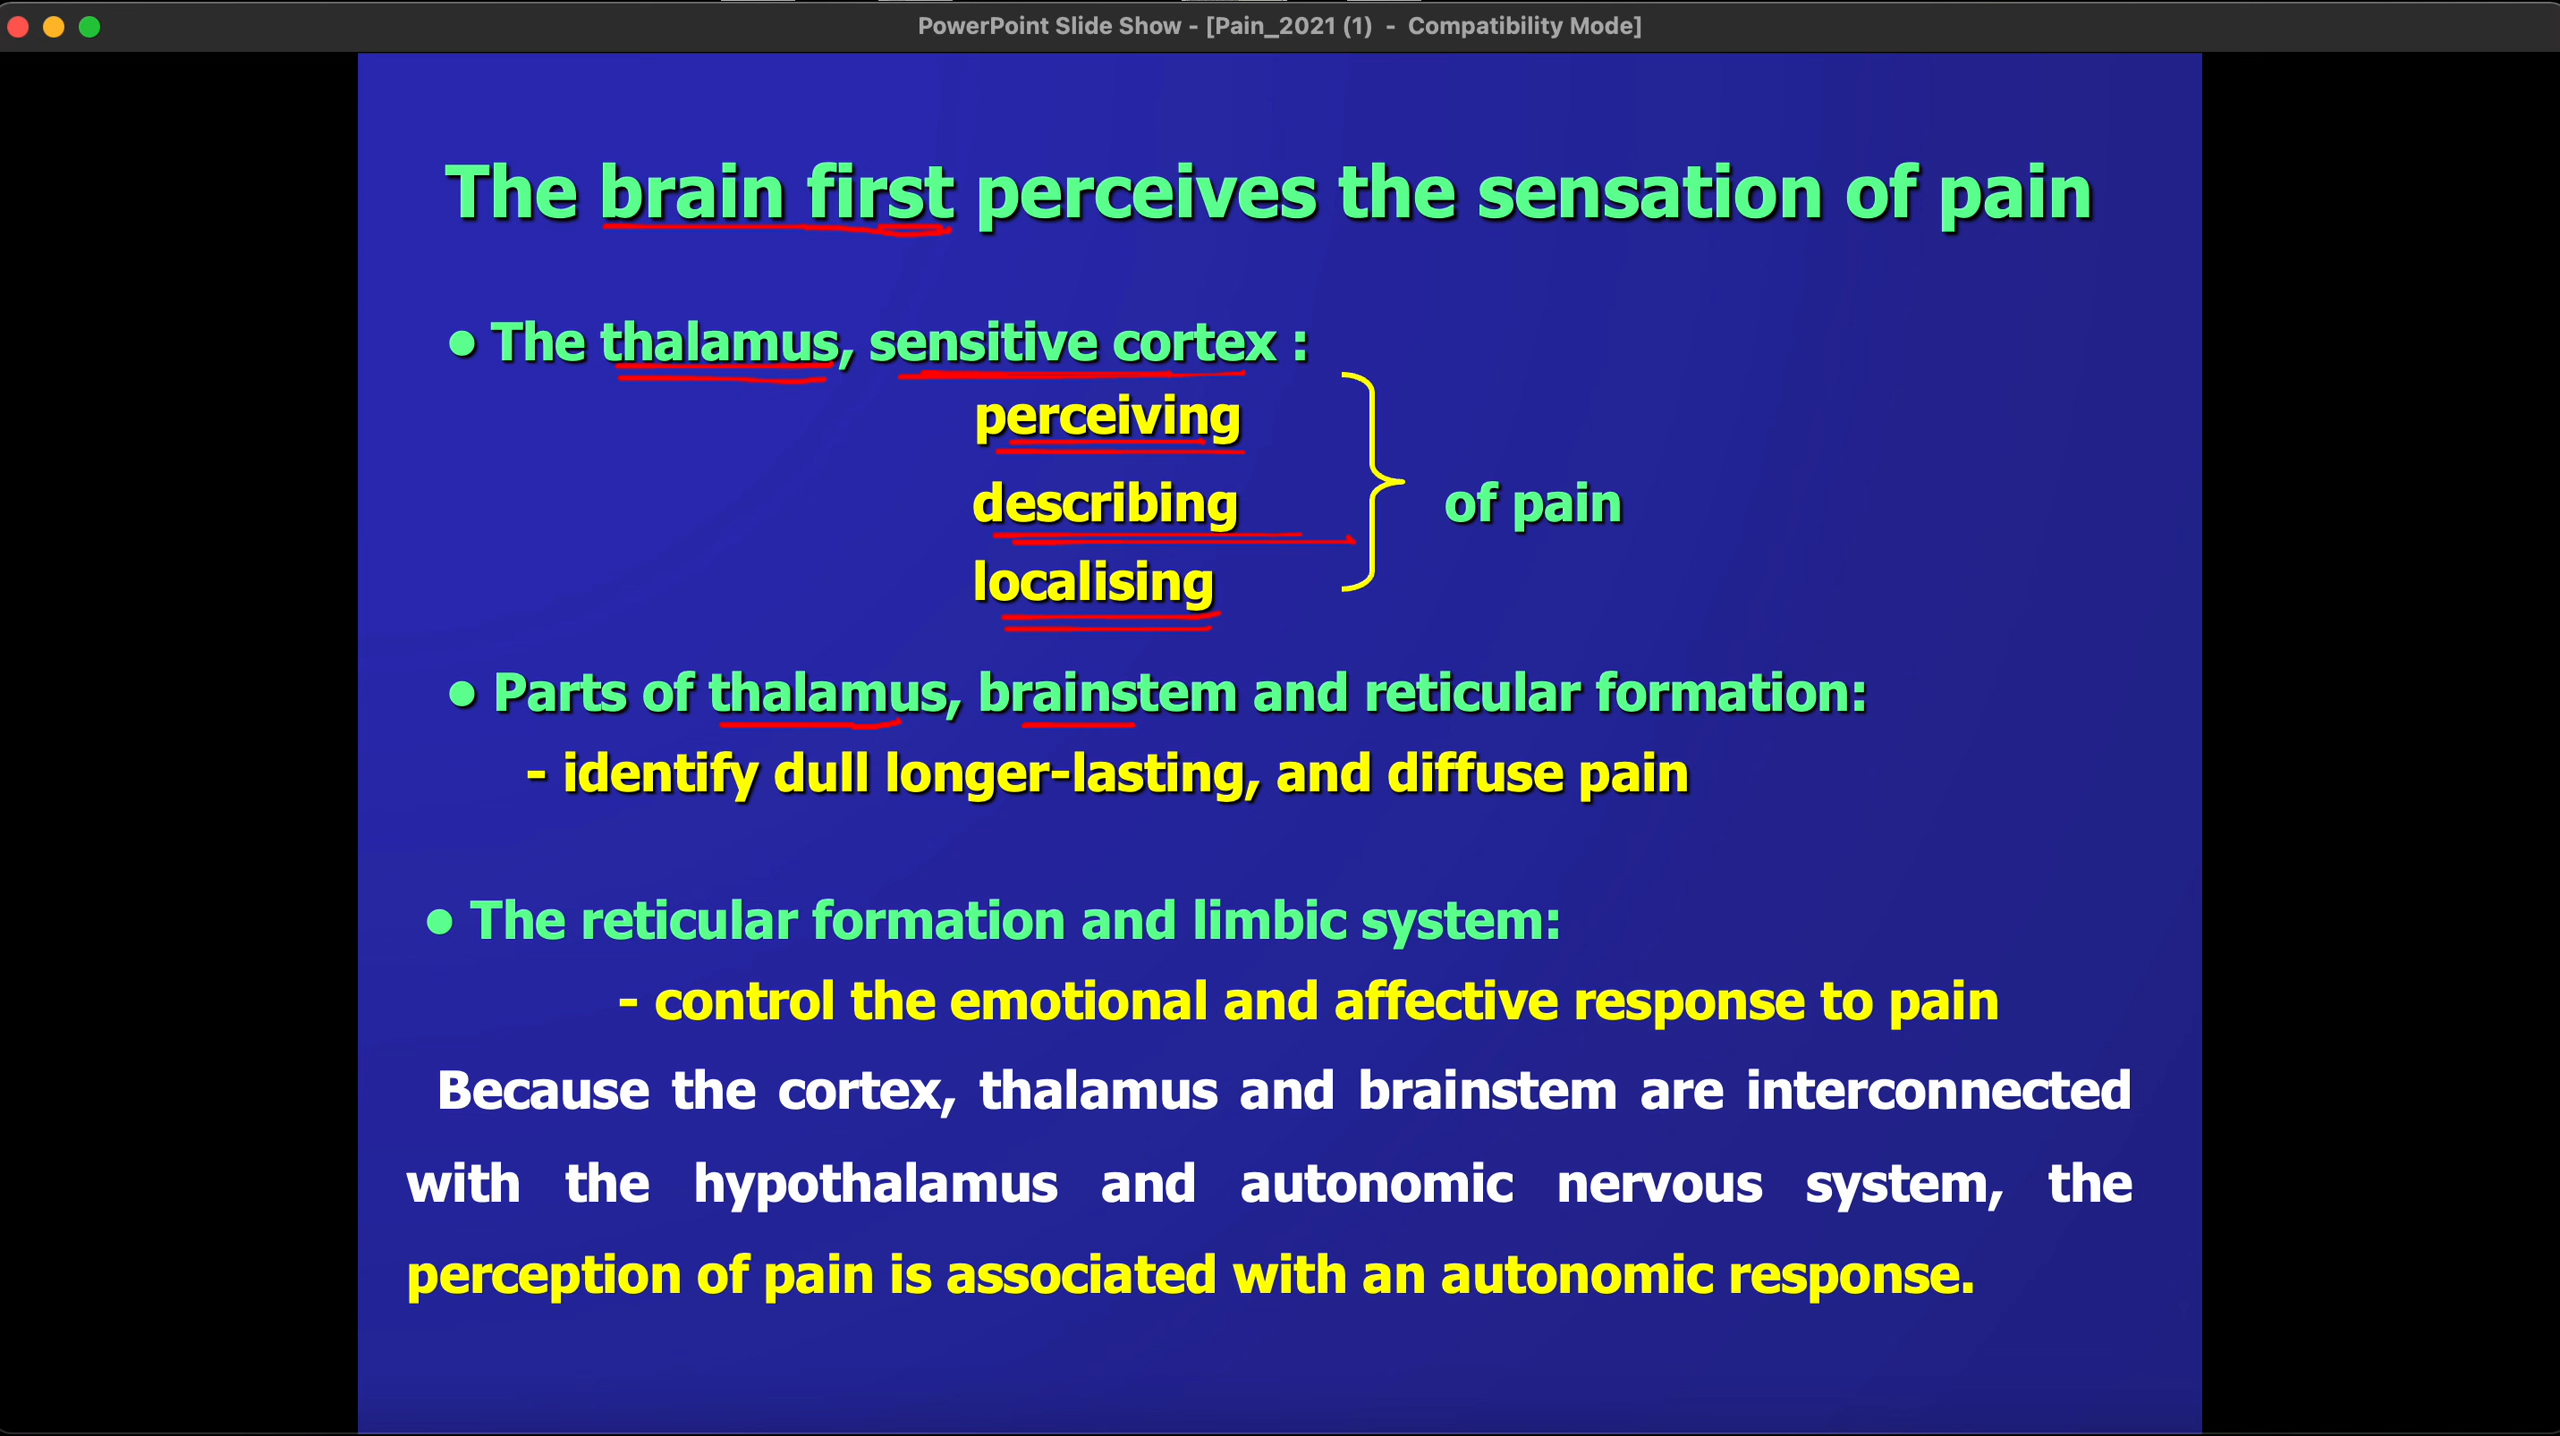 PowerPoint Slide Show - [Pain_2021 (1) - Compatibility Mode]
The brain first perceives the sensation of pain
● The thalamus, sensitive cortex :
perceiving
describing
of pain
localising
● Parts of thalamus, brainstem and reticular formation:
- identify dull longer-lasting, and diffuse pain
● The reticular formation and limbic system:
- control the emotional and affective response to pain
Because the cortex, thalamus and brainstem are interconnected
with the hypothalamus and autonomic nervous system, the
perception of pain is associated with an autonomic response.